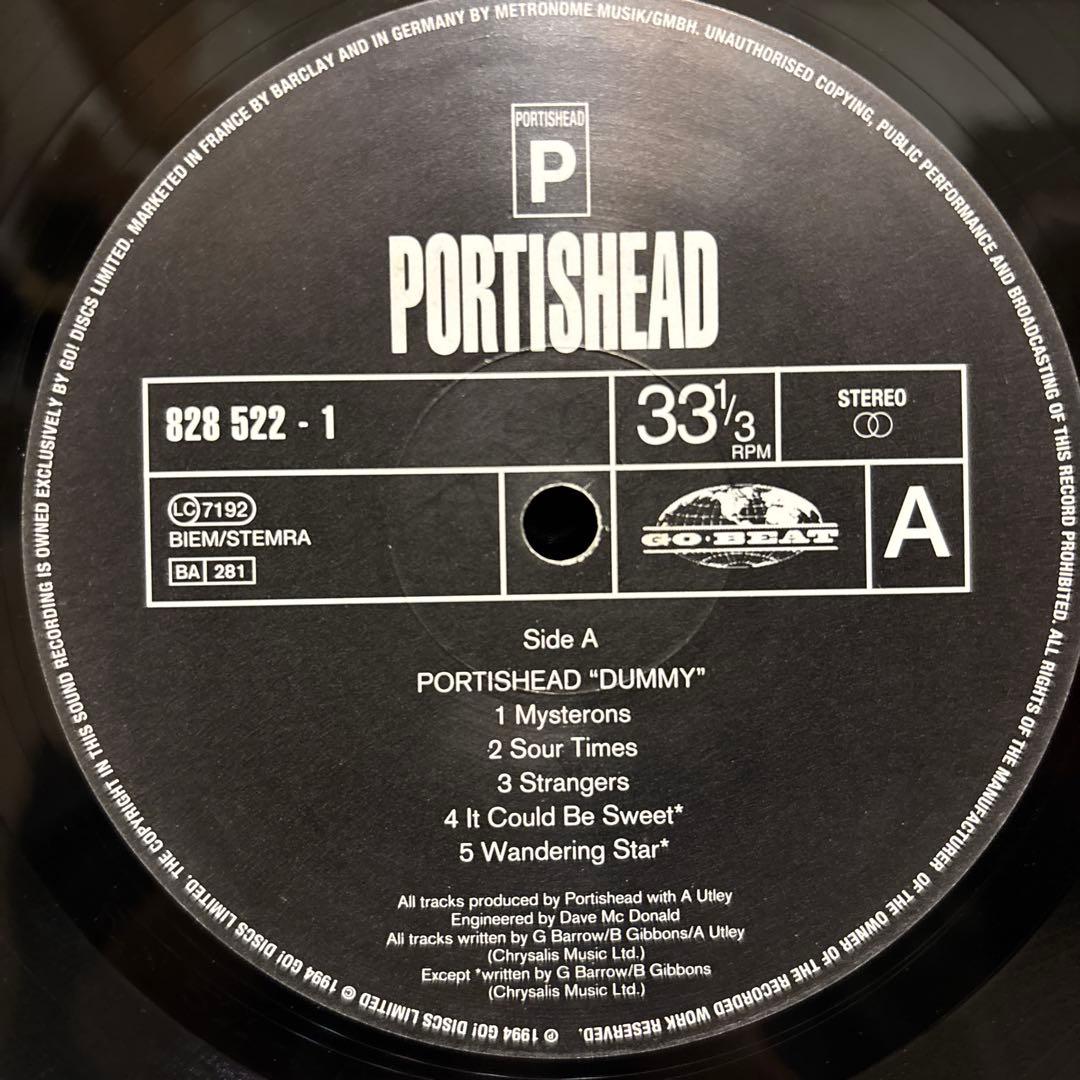 PORTISHEAD
P
PORTISHEAD
828 522 - 1
33 1/3 RPM
STEREO
LC 7192
BIEM/STEMRA
BA 281
GO·BEAT
A
Side A
PORTISHEAD “DUMMY”
1 Mysterons
2 Sour Times
3 Strangers
4 It Could Be Sweet*
5 Wandering Star*
All tracks produced by Portishead with A Utley
Engineered by Dave Mc Donald
All tracks written by G Barrow/B Gibbons/A Utley
(Chrysalis Music Ltd.)
Except *written by G Barrow/B Gibbons
(Chrysalis Music Ltd.)
℗ 1994 GO! DISCS LIMITED © 1994 GO! DISCS LIMITED. THE COPYRIGHT IN THIS SOUND RECORDING IS OWNED EXCLUSIVELY BY GO! DISCS LIMITED. MARKETED IN FRANCE BY BARCLAY AND IN GERMANY BY METRONOME MUSIK/GMBH. UNAUTHORISED COPYING, PUBLIC PERFORMANCE AND BROADCASTING OF THIS RECORD PROHIBITED. ALL RIGHTS OF THE MANUFACTURER OF THE OWNER OF THE RECORDED WORK RESERVED.